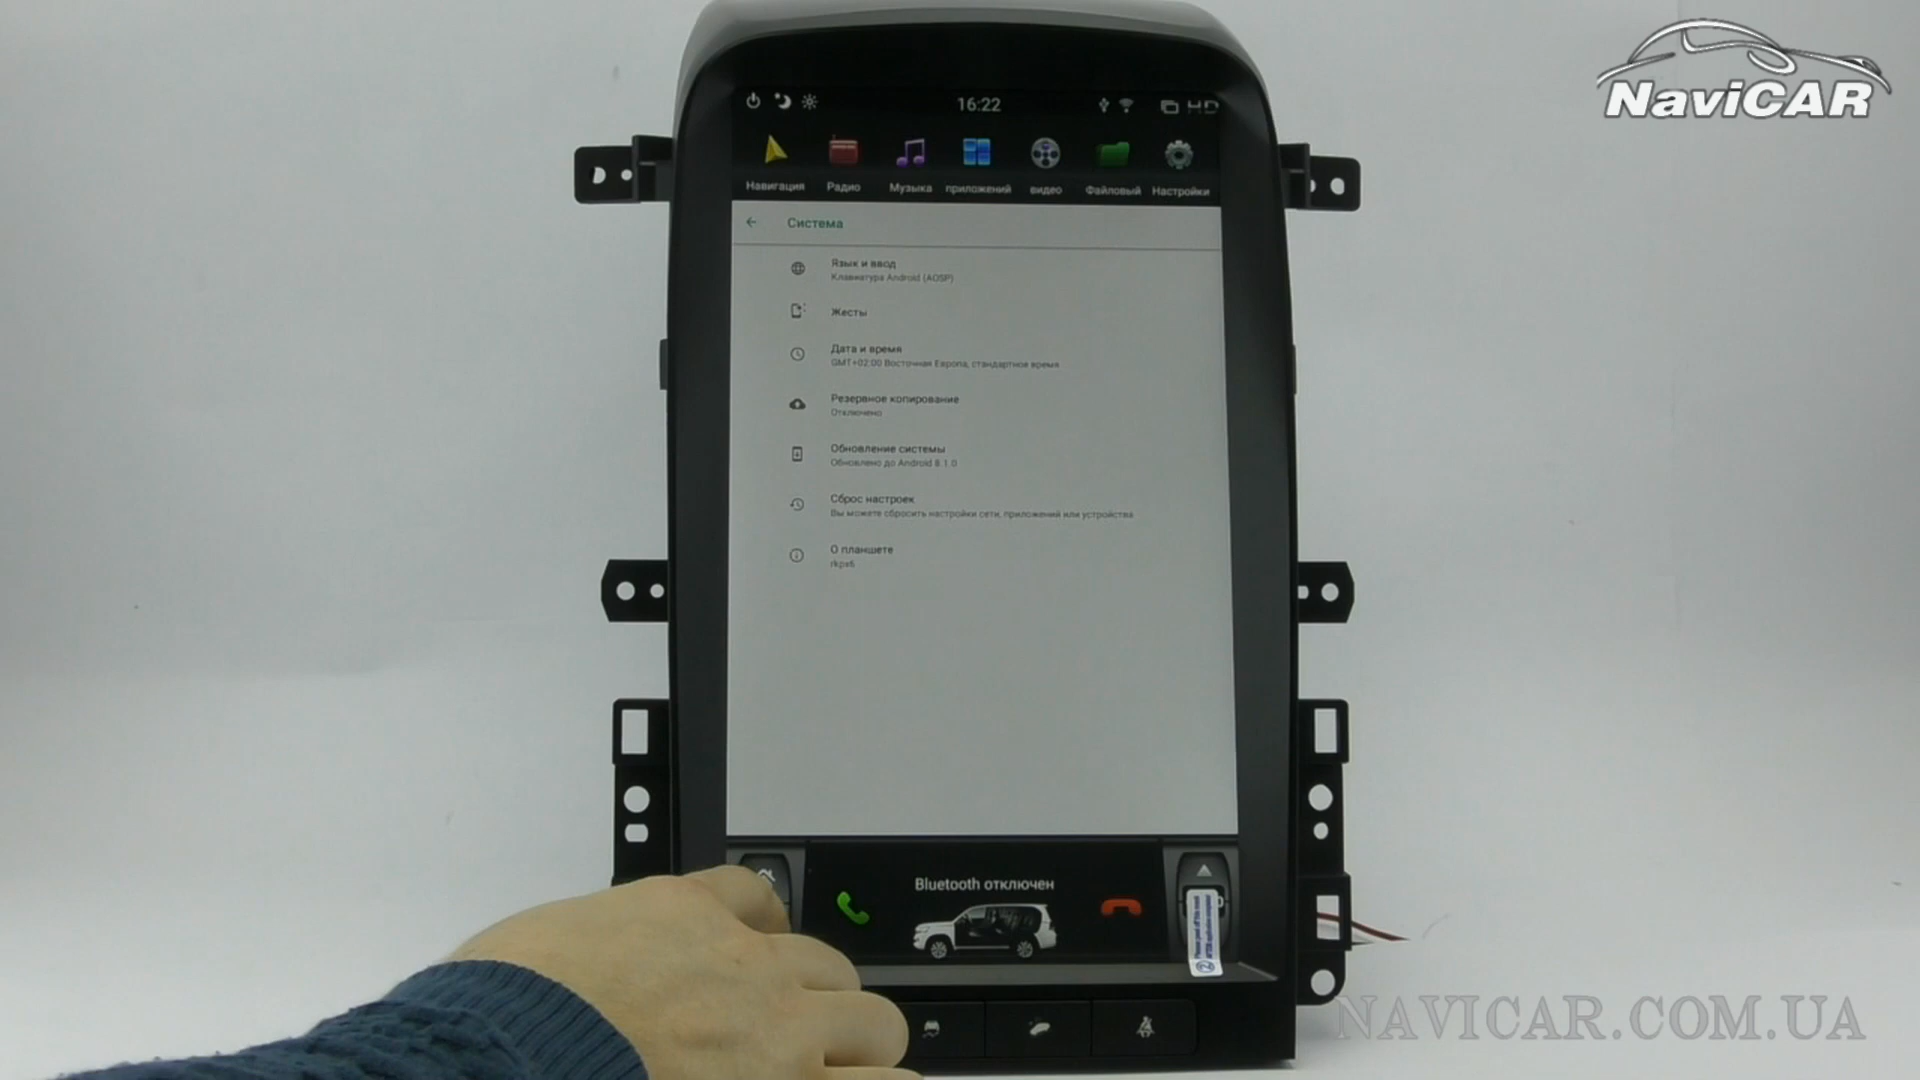 NaviCAR
16:22
HD
Навигация Радио Музыка приложений видео Файловый Настройки
Система
Язык и ввод
Клавиатура Android (AOSP)
Жесты
Дата и время
GMT+02:00 Восточная Европа, стандартное время
Резервное копирование
Отключено
Обновление системы
Обновлено до Android 8.1.0
Сброс настроек
Вы можете сбросить настройки сети, приложений или устройства
О планшете
rkpx6
Bluetooth отключен
NAVICAR.COM.UA